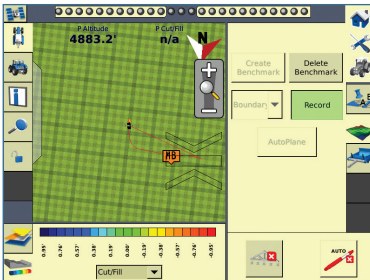 P.Altitude
4883.2'
P.Cut/Fill
n/a
N
MB
0.95'
0.76'
0.57'
0.38'
0.19'
0.00'
-0.19'
-0.38'
-0.57'
-0.76'
-0.95'
Cut/Fill
Create
Benchmark
Delete
Benchmark
Boundary
Record
AutoPlane
AUTO